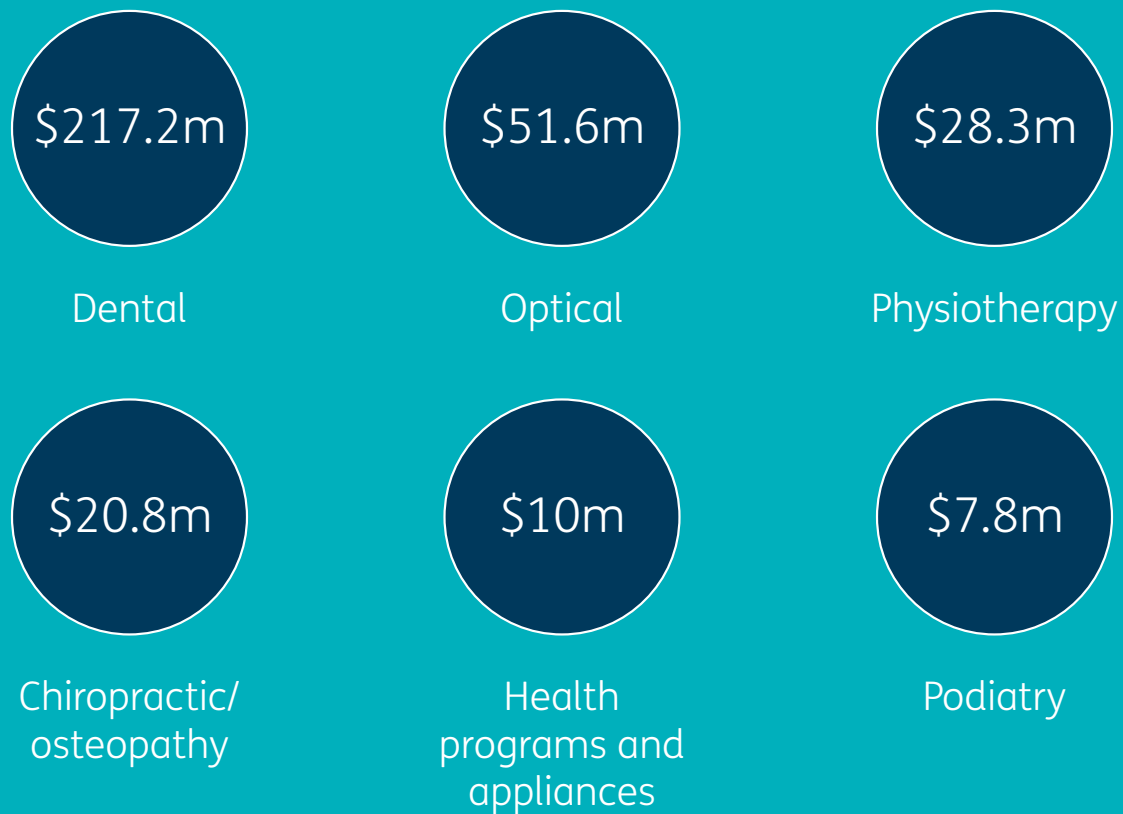 $217.2m
Dental
$51.6m
Optical
$28.3m
Physiotherapy
$20.8m
Chiropractic/
osteopathy
$10m
Health
programs and
appliances
$7.8m
Podiatry